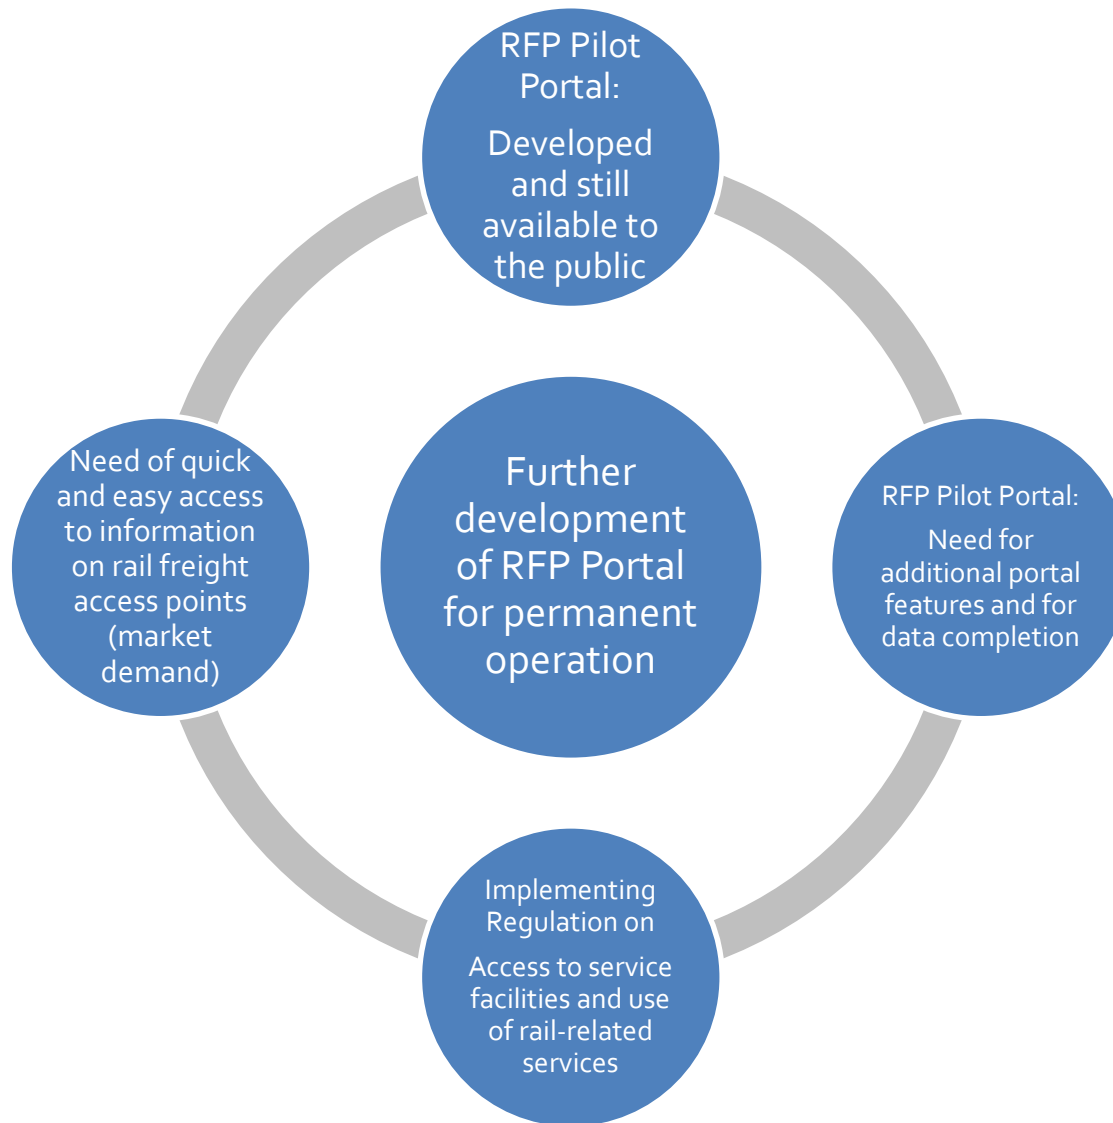 RFP Pilot
Portal:
Developed
and still
available to
the public
Need of quick
and easy access
to information
on rail freight
access points
(market
demand)
Further
development
of RFP Portal
for permanent
operation
RFP Pilot Portal:
Need for
additional portal
features and for
data completion
Implementing
Regulation on
Access to service
facilities and use
of rail-related
services